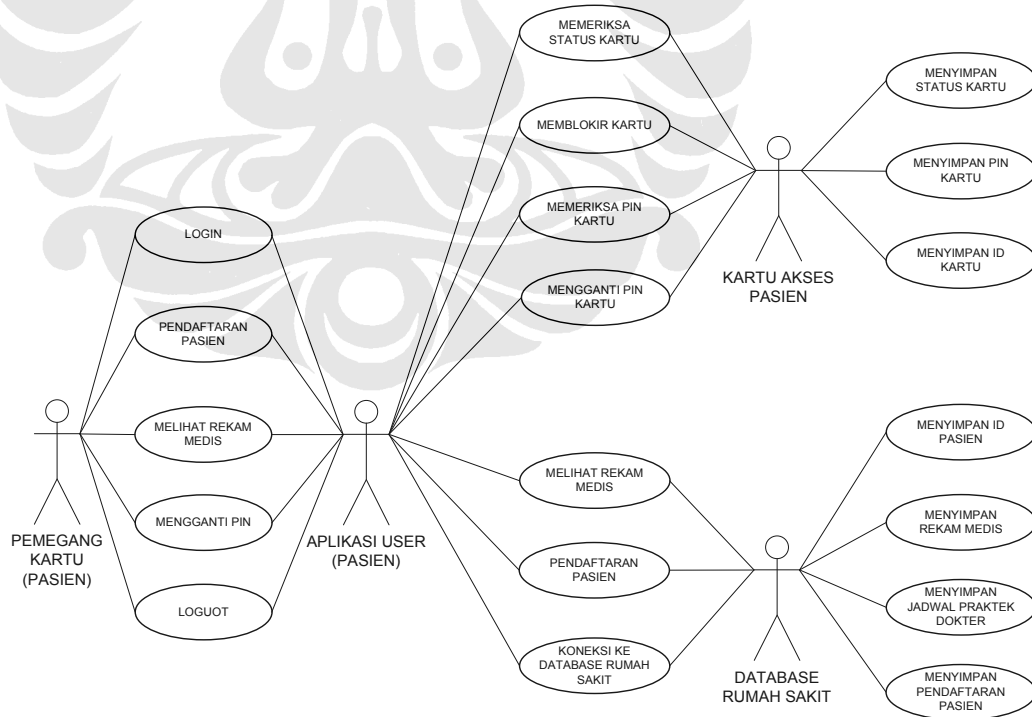 MEMERIKSA
STATUS KARTU
MEMBLOKIR KARTU
MEMERIKSA PIN
KARTU
MENGGANTI PIN
KARTU
MENYIMPAN
STATUS KARTU
MENYIMPAN PIN
KARTU
MENYIMPAN ID
KARTU
KARTU AKSES
PASIEN
LOGIN
PENDAFTARAN
PASIEN
MELIHAT REKAM
MEDIS
MENGGANTI PIN
LOGUOT
PEMEGANG
KARTU
(PASIEN)
APLIKASI USER
(PASIEN)
MELIHAT REKAM
MEDIS
PENDAFTARAN
PASIEN
KONEKSI KE
DATABASE RUMAH
SAKIT
DATABASE
RUMAH SAKIT
MENYIMPAN ID
PASIEN
MENYIMPAN
REKAM MEDIS
MENYIMPAN
JADWAL PRAKTEK
DOKTER
MENYIMPAN
PENDAFTARAN
PASIEN